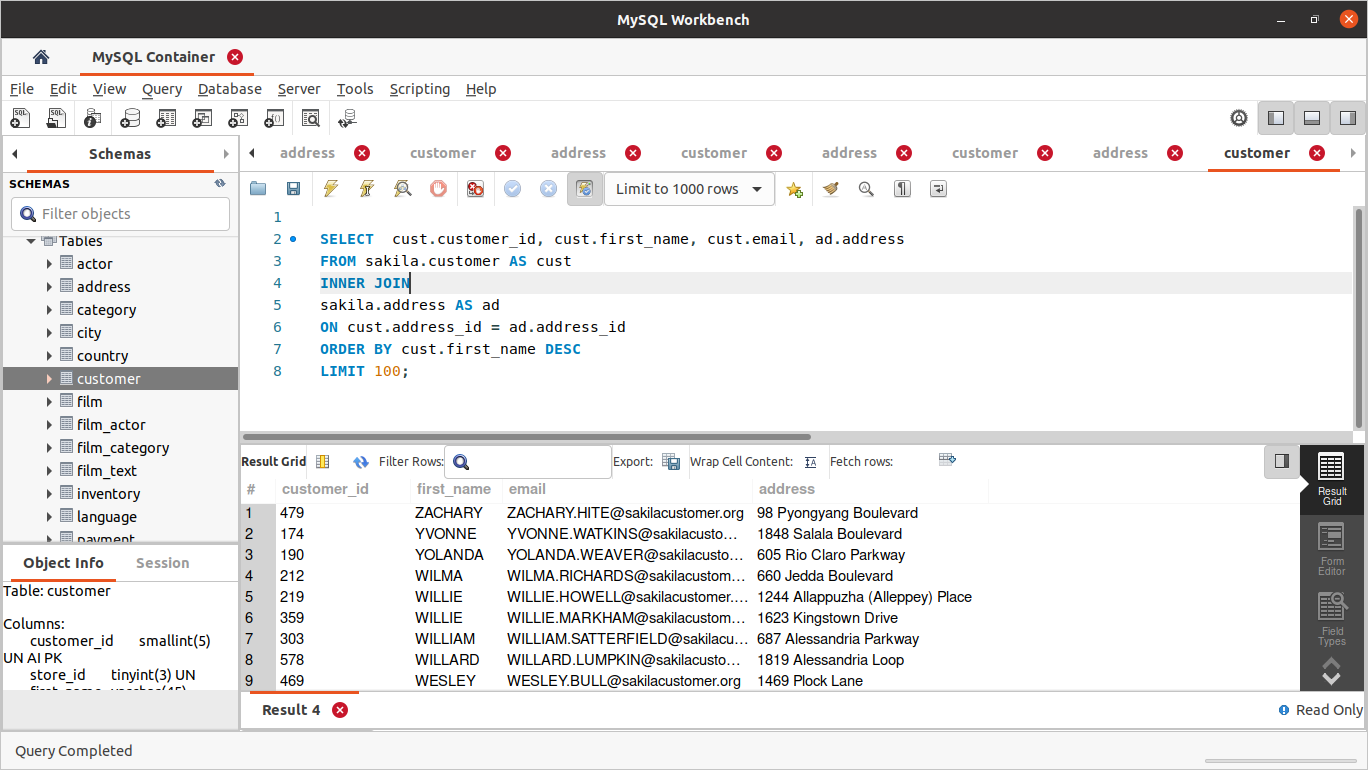 MySQL Workbench
MySQL Container
File Edit View Query Database Server Tools Scripting Help
Schemas
address customer address customer address customer address customer
SCHEMAS
Limit to 1000 rows
Filter objects
Tables
actor
address
category
city
country
customer
film
film_actor
film_category
film_text
inventory
language
payment
1
2 SELECT  cust.customer_id, cust.first_name, cust.email, ad.address
3 FROM sakila.customer AS cust
4 INNER JOIN
5 sakila.address AS ad
6 ON cust.address_id = ad.address_id
7 ORDER BY cust.first_name DESC
8 LIMIT 100;
Result Grid Filter Rows: Export: Wrap Cell Content: Fetch rows:
# customer_id first_name email address
1 479 ZACHARY ZACHARY.HITE@sakilacustomer.org 98 Pyongyang Boulevard
2 174 YVONNE YVONNE.WATKINS@sakilacusto… 1848 Salala Boulevard
3 190 YOLANDA YOLANDA.WEAVER@sakilacusto… 605 Rio Claro Parkway
4 212 WILMA WILMA.RICHARDS@sakilacustom… 660 Jedda Boulevard
5 219 WILLIE WILLIE.HOWELL@sakilacustomer.… 1244 Allappuzha (Alleppey) Place
6 359 WILLIE WILLIE.MARKHAM@sakilacustom… 1623 Kingstown Drive
7 303 WILLIAM WILLIAM.SATTERFIELD@sakilacu… 687 Alessandria Parkway
8 578 WILLARD WILLARD.LUMPKIN@sakilacusto… 1819 Alessandria Loop
9 469 WESLEY WESLEY.BULL@sakilacustomer.org 1469 Plock Lane
Result
Grid
Form
Editor
Field
Types
Object Info Session
Table: customer
Columns:
customer_id smallint(5)
UN AI PK
store_id tinyint(3) UN
first_name varchar(45)
Result 4
Read Only
Query Completed